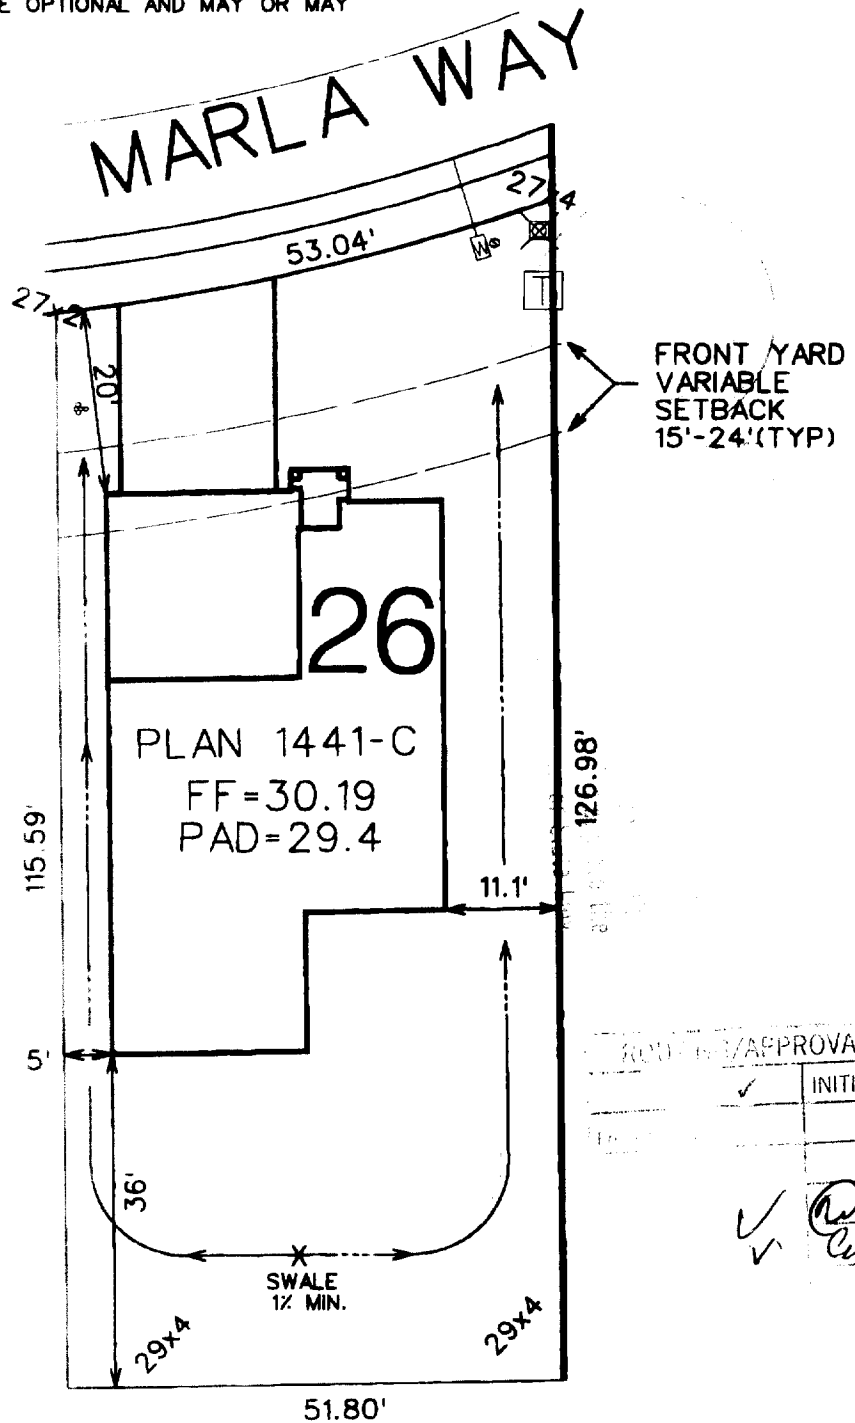 E OPTIONAL AND MAY OR MAY
MARLA WAY
27x4
53.04'
W
T
20'
FRONT YARD
VARIABLE
SETBACK
15'-24'(TYP)
26
PLAN 1441-C
FF=30.19
PAD=29.4
115.59'
126.98'
11.1'
5'
/APPROVA
✓ INITI
36'
SWALE
1% MIN.
29x4
29x4
51.80'